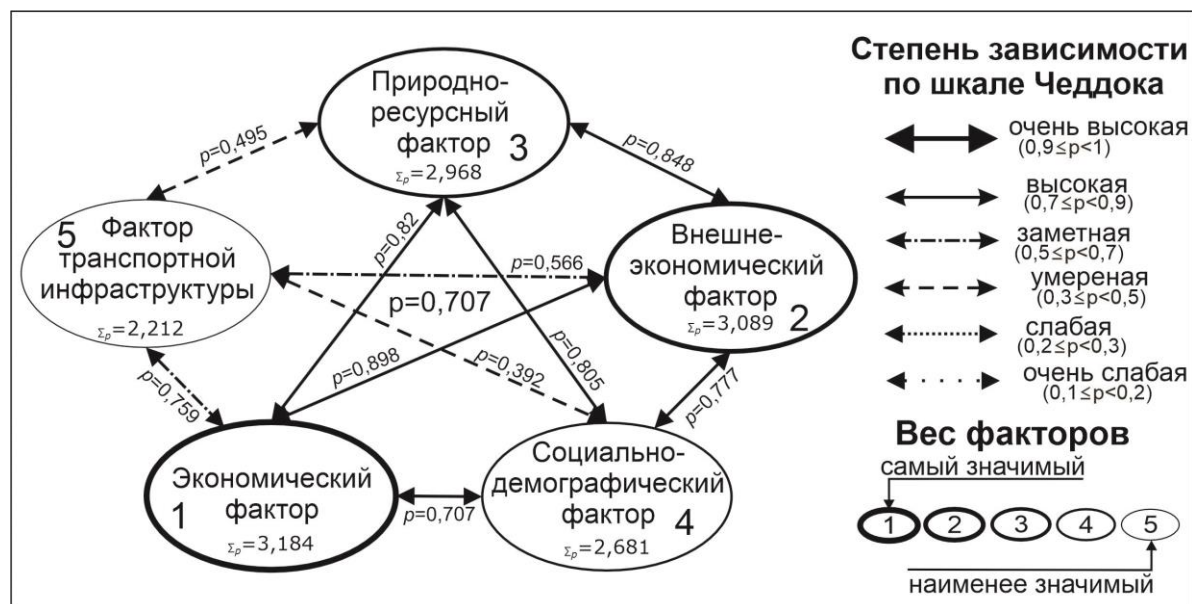 Природно-
ресурсный
фактор 3
Σp=2,968
p=0,495
p=0,848
5 Фактор
транспортной
инфраструктуры
Σp=2,212
p=0,82
p=0,566
p=0,707
Внешне-
экономический
фактор
Σp=3,089 2
p=0,898
p=0,392
p=0,805
p=0,777
p=0,759
Экономический
1 фактор
Σp=3,184
p=0,707
Социально-
демографический
фактор 4
Σp=2,681
Степень зависимости
по шкале Чеддока
очень высокая
(0,9≤p<1)
высокая
(0,7≤p<0,9)
заметная
(0,5≤p<0,7)
умереная
(0,3≤p<0,5)
слабая
(0,2≤p<0,3)
очень слабая
(0,1≤p<0,2)
Вес факторов
самый значимый
1 2 3 4 5
наименее значимый